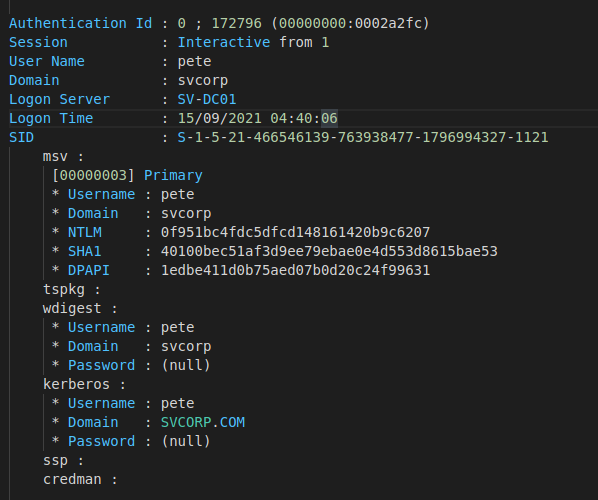 Authentication Id : 0 ; 172796 (00000000:0002a2fc)
Session           : Interactive from 1
User Name         : pete
Domain            : svcorp
Logon Server      : SV-DC01
Logon Time        : 15/09/2021 04:40:06
SID               : S-1-5-21-466546139-763938477-1796994327-1121
    msv :
     [00000003] Primary
     * Username : pete
     * Domain   : svcorp
     * NTLM     : 0f951bc4fdc5dfcd148161420b9c6207
     * SHA1     : 40100bec51af3d9ee79ebae0e4d553d8615bae53
     * DPAPI    : 1edbe411d0b75aed07b0d20c24f99631
    tspkg :
    wdigest :
     * Username : pete
     * Domain   : svcorp
     * Password : (null)
    kerberos :
     * Username : pete
     * Domain   : SVCORP.COM
     * Password : (null)
    ssp :
    credman :